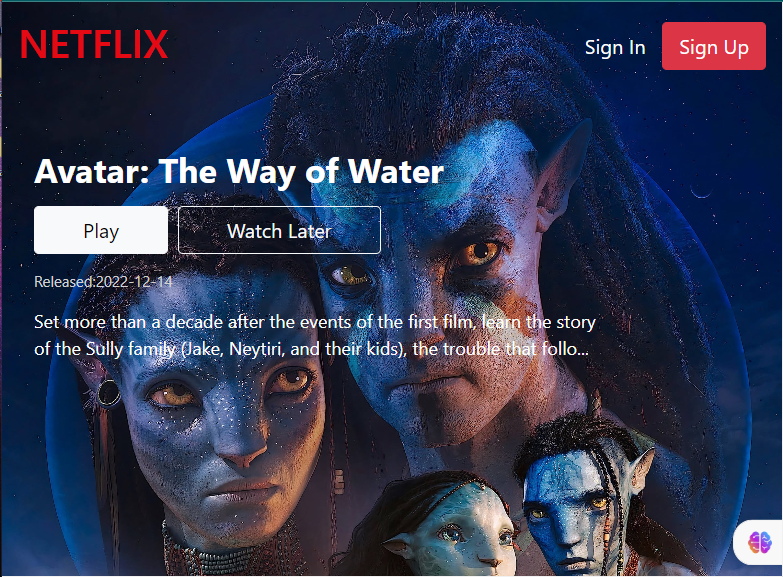 NETFLIX
Sign In
Sign Up
Avatar: The Way of Water
Play
Watch Later
Released:2022-12-14
Set more than a decade after the events of the first film, learn the story
of the Sully family (Jake, Neytiri, and their kids), the trouble that follo...